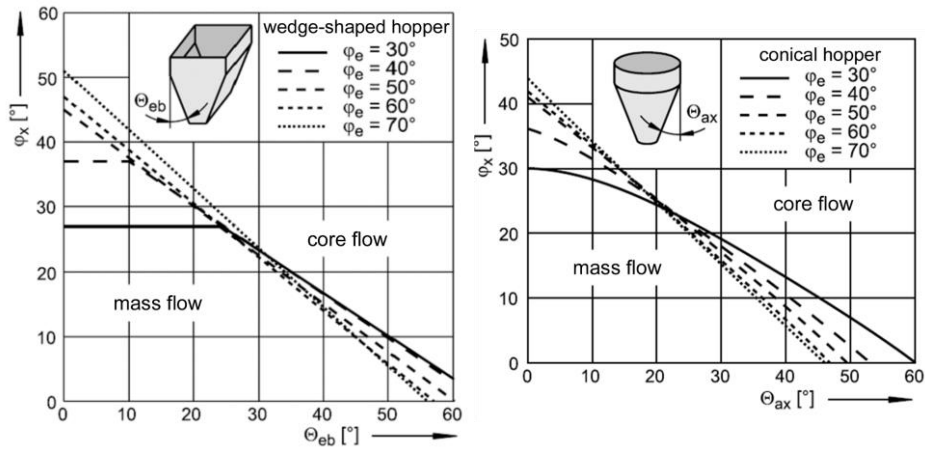 wedge-shaped hopper
φₑ = 30°
φₑ = 40°
φₑ = 50°
φₑ = 60°
φₑ = 70°
Θeb
φx [°]
60
50
40
30
20
10
0
core flow
mass flow
0 10 20 30 40 50 60
Θeb [°]
conical hopper
φₑ = 30°
φₑ = 40°
φₑ = 50°
φₑ = 60°
φₑ = 70°
Θax
φx [°]
50
40
30
20
10
0
core flow
mass flow
0 10 20 30 40 50 60
Θax [°]